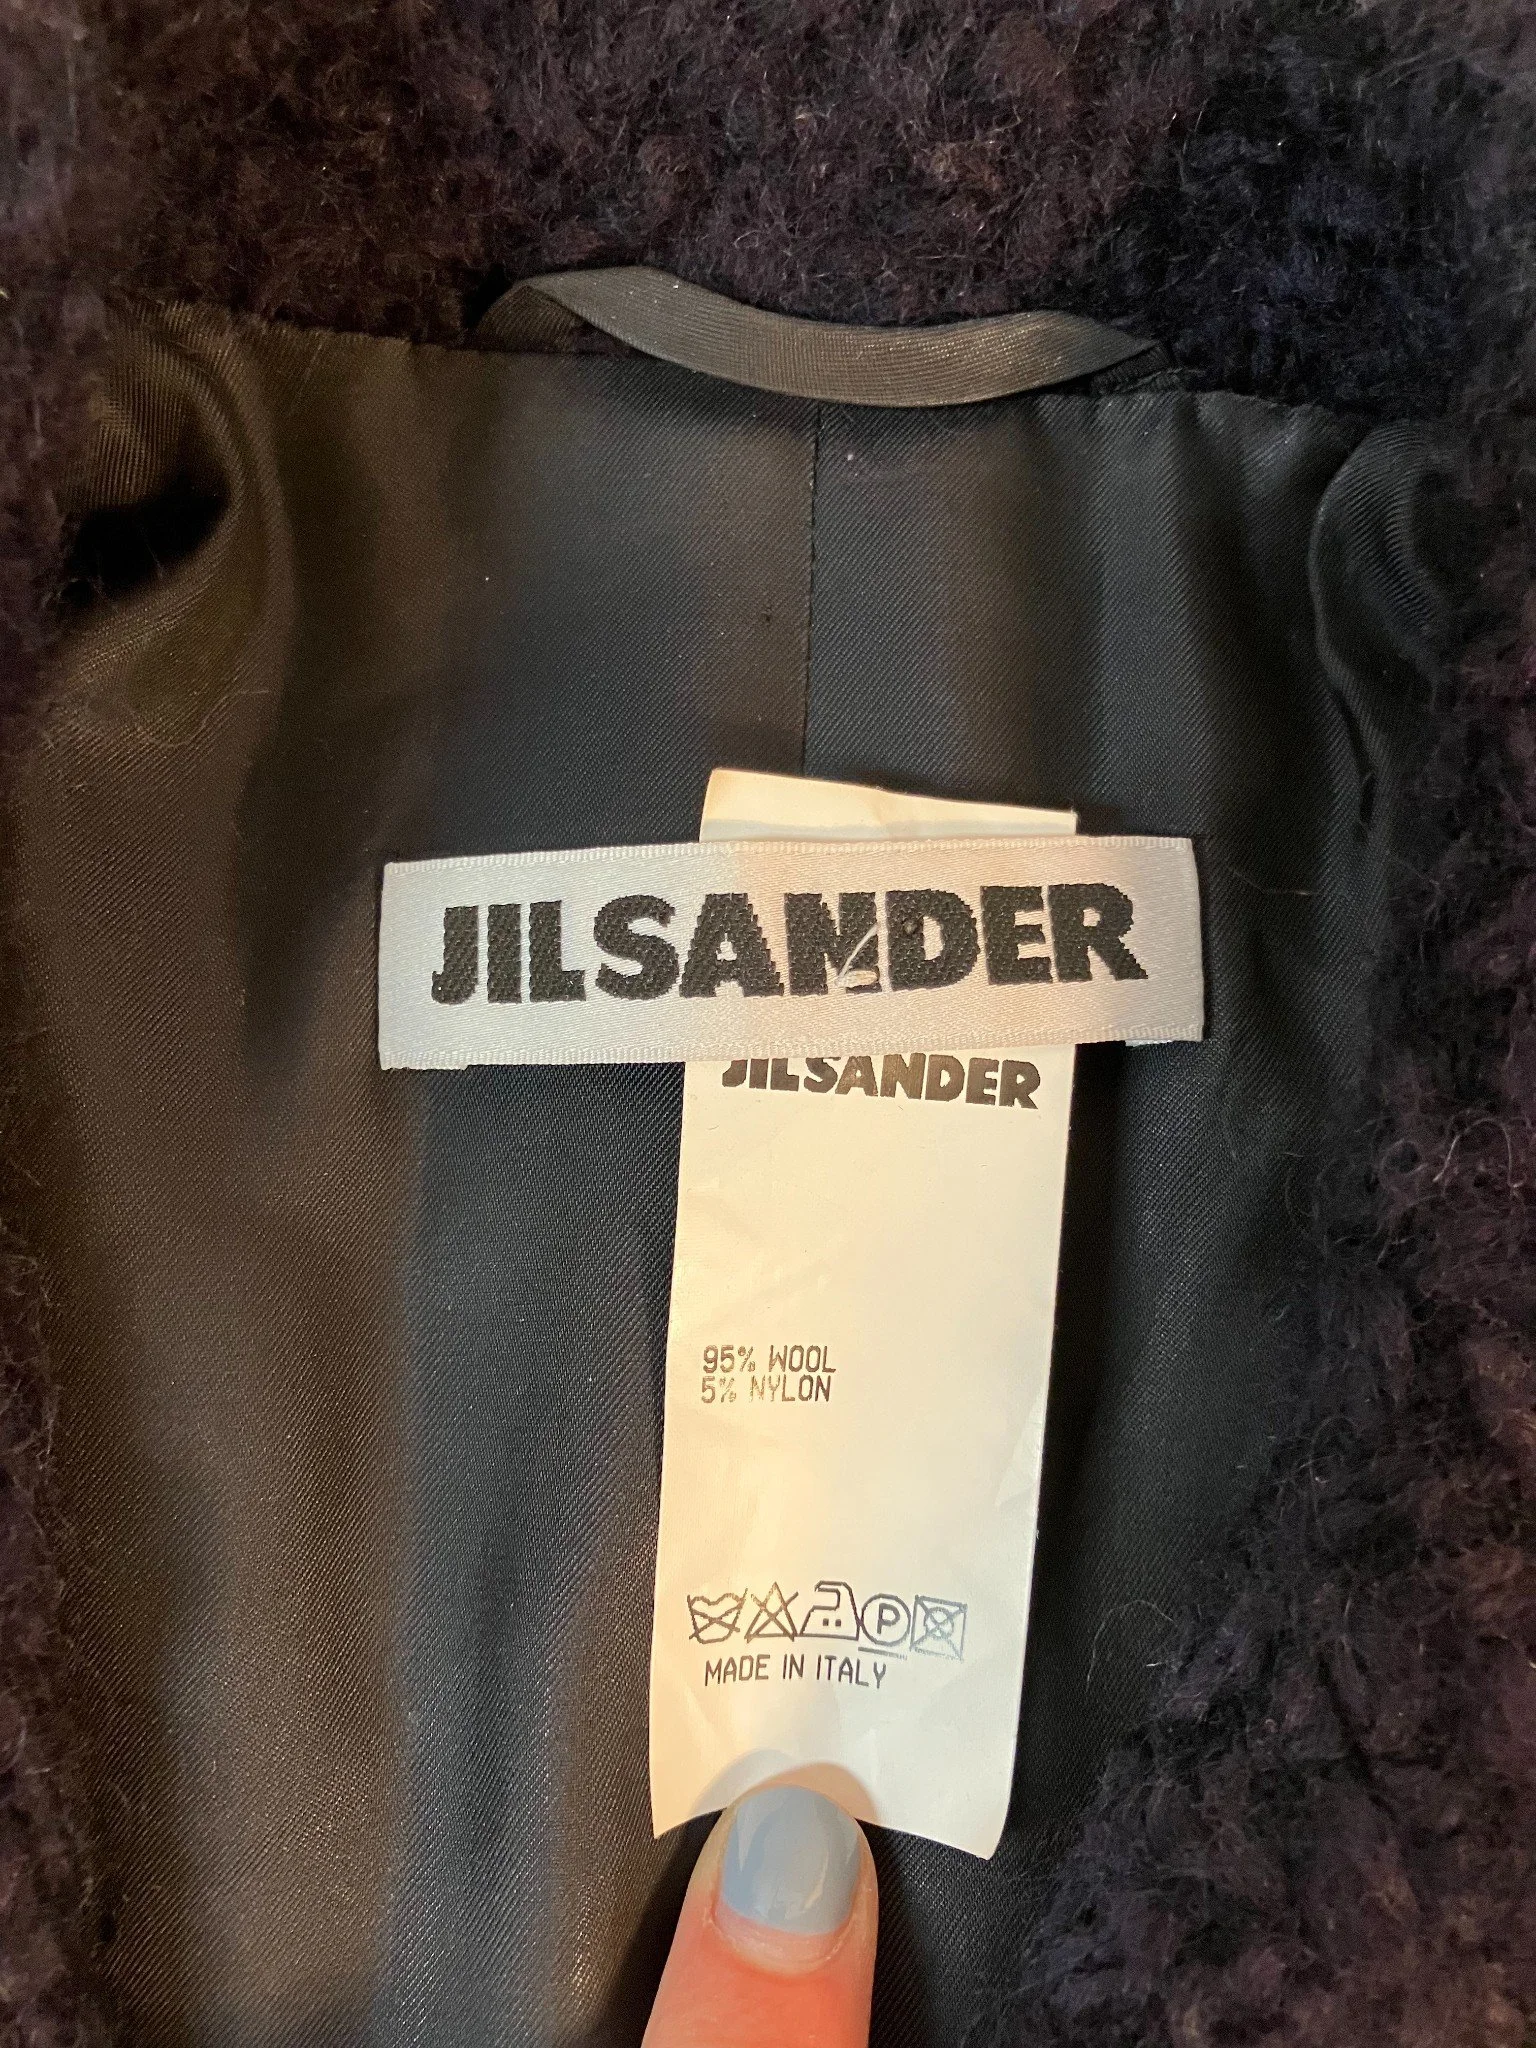 JILSANDER
JILSANDER
95% WOOL
5% NYLON
P
MADE IN ITALY